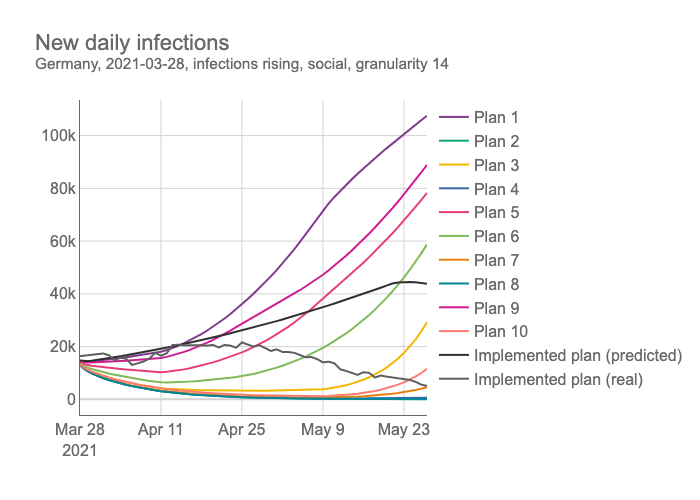 New daily infections
Germany, 2021-03-28, infections rising, social, granularity 14
100k
80k
60k
40k
20k
0
Mar 28
2021
Apr 11
Apr 25
May 9
May 23
Plan 1
Plan 2
Plan 3
Plan 4
Plan 5
Plan 6
Plan 7
Plan 8
Plan 9
Plan 10
Implemented plan (predicted)
Implemented plan (real)